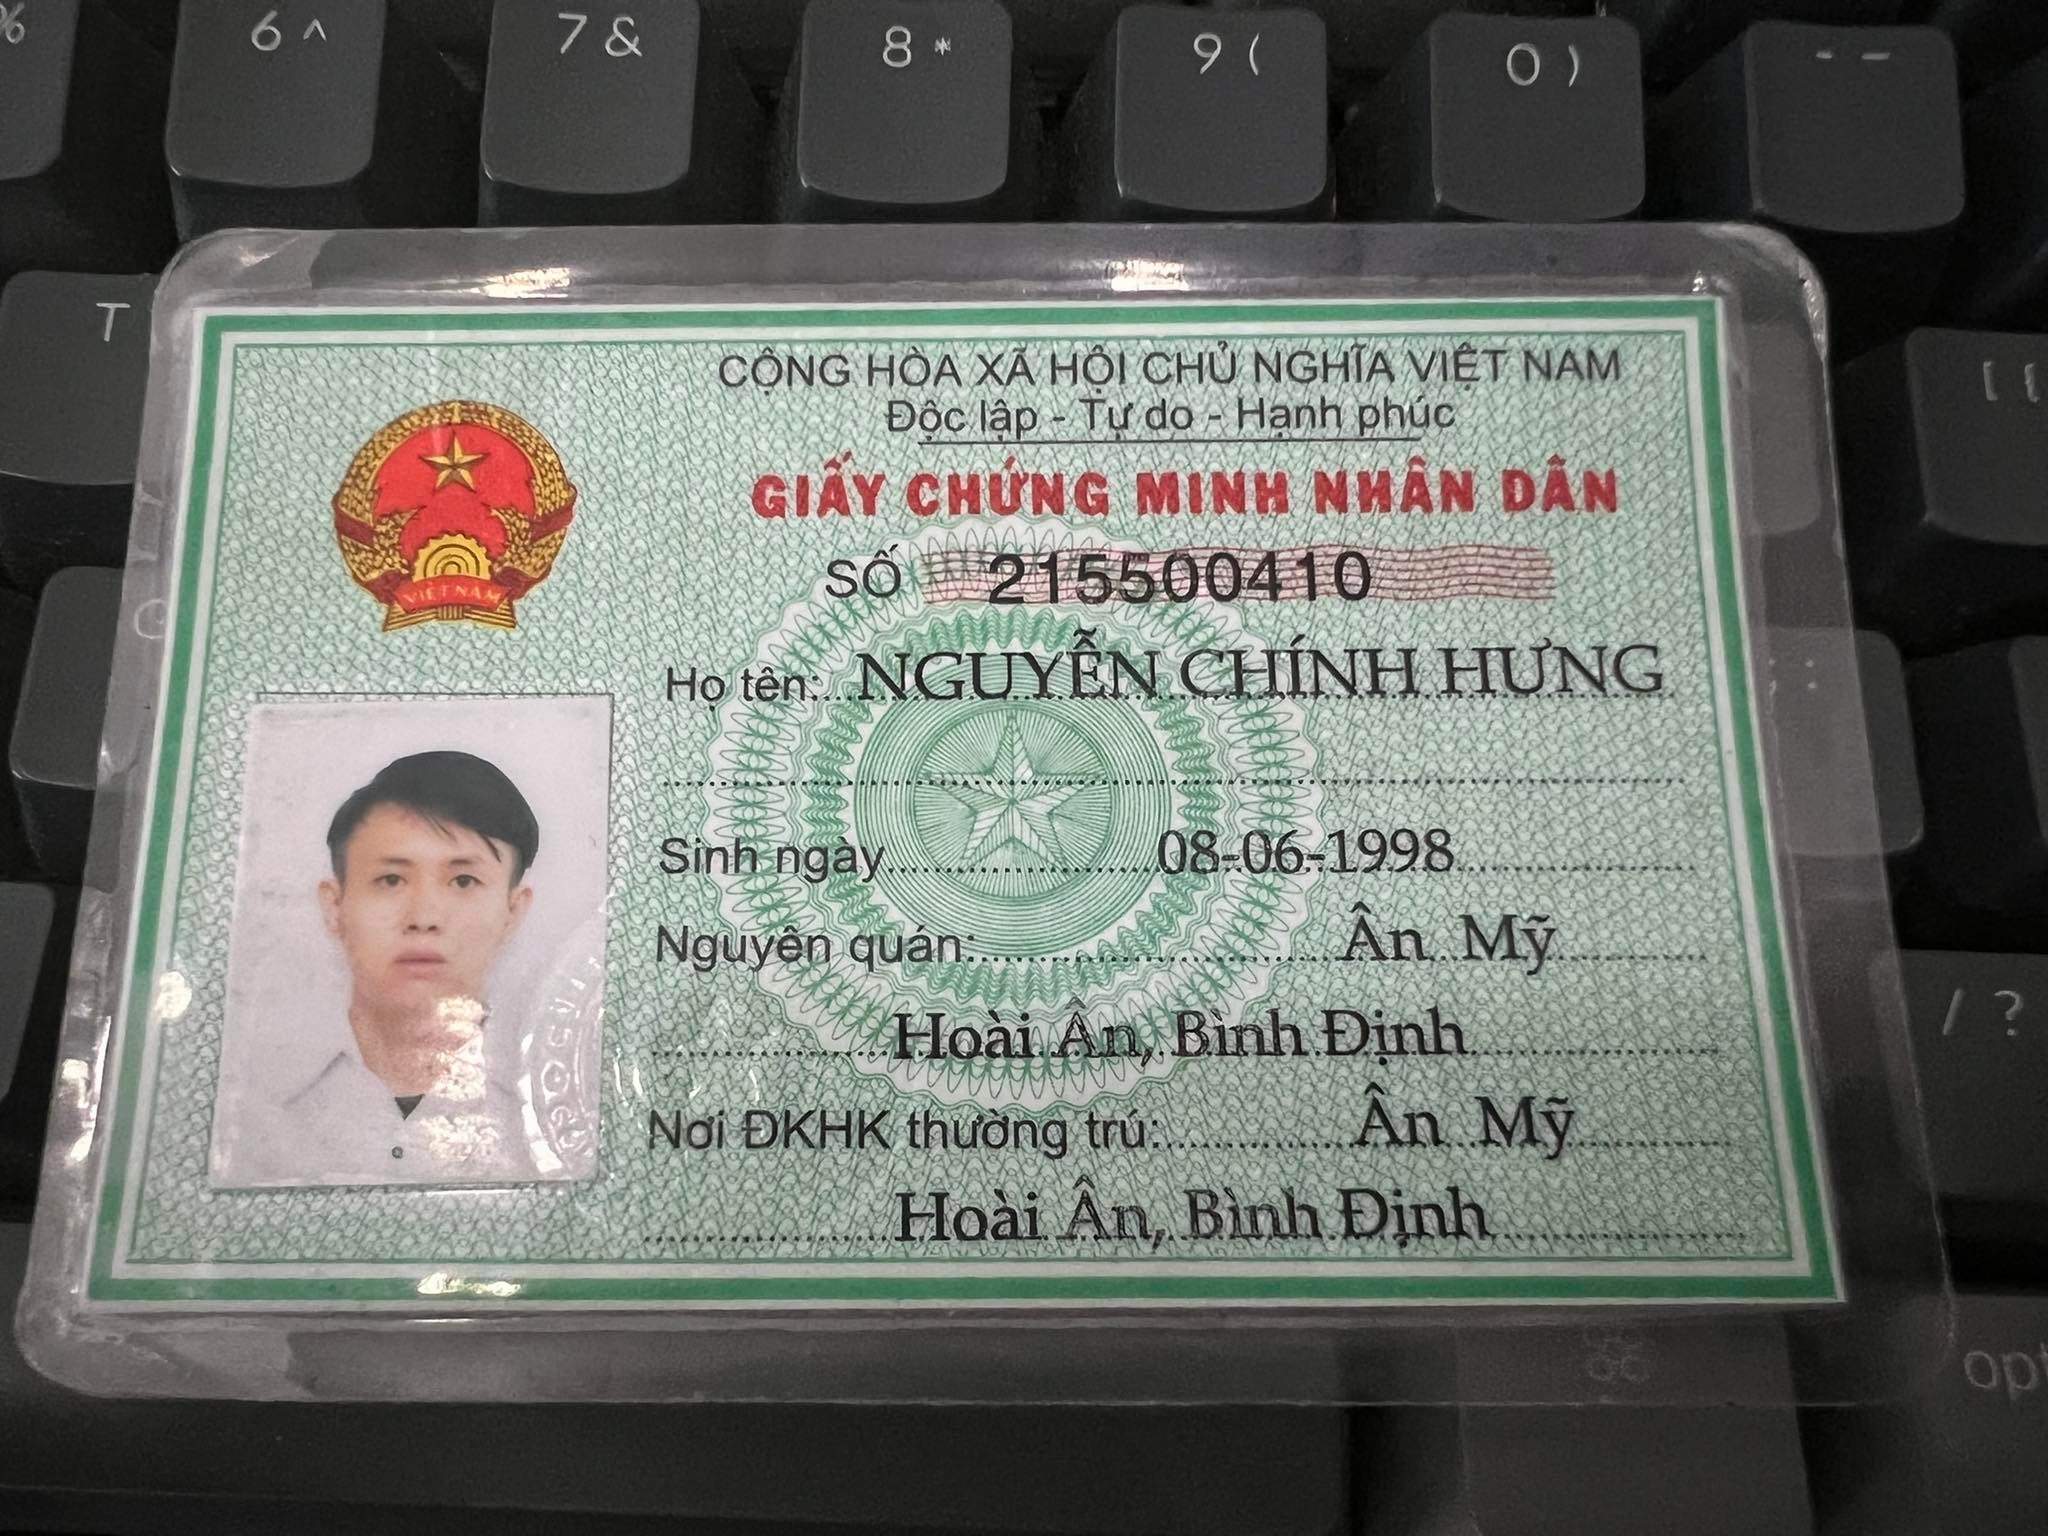 %
6 ^ 7 & 8 * 9 ( 0 ) - –
T
[ {
CỘNG HÒA XÃ HỘI CHỦ NGHĨA VIỆT NAM
Độc lập - Tự do - Hạnh phúc
GIẤY CHỨNG MINH NHÂN DÂN
VIỆT NAM
SỐ 215500410
Họ tên: NGUYỄN CHÍNH HƯNG
Sinh ngày 08-06-1998
Nguyên quán: Ân Mỹ
Hoài Ân, Bình Định
Nơi ĐKHK thường trú: Ân Mỹ
Hoài Ân, Bình Định
/ ?